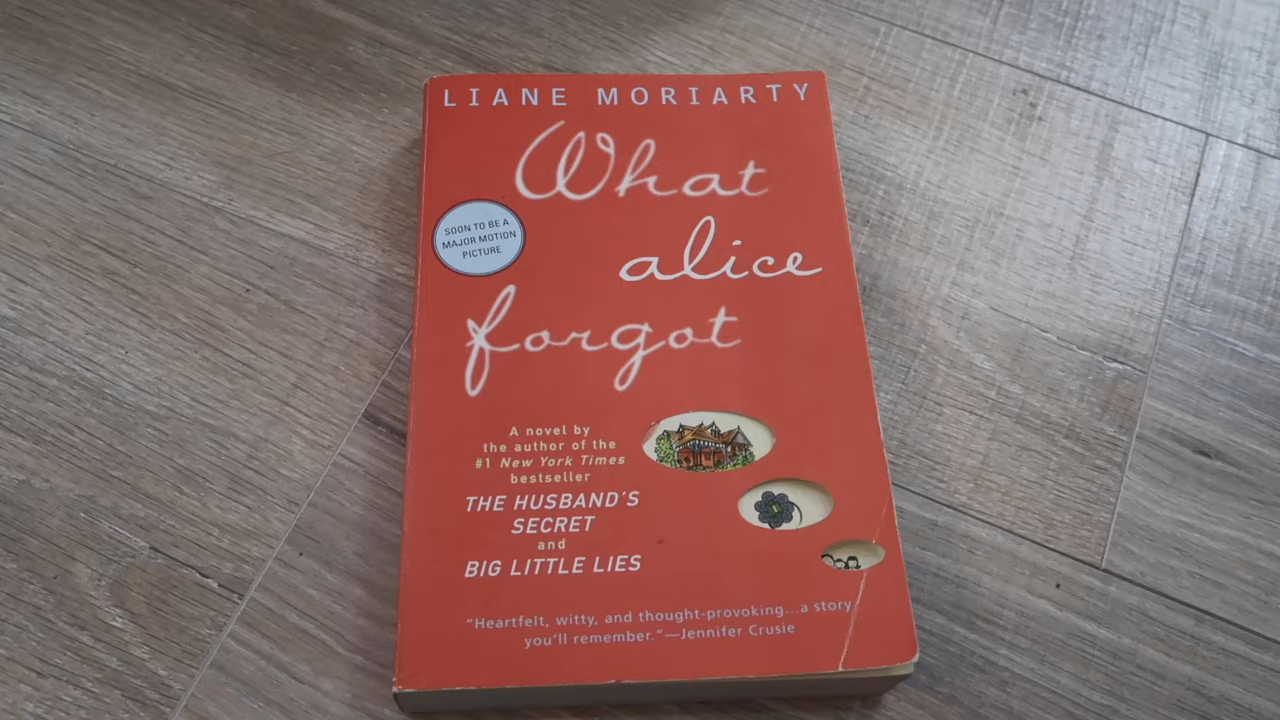 LIANE MORIARTY
What
alice
forgot
SOON TO BE A
MAJOR MOTION
PICTURE
A novel by
the author of the
#1 New York Times
bestseller
THE HUSBAND'S
SECRET
and
BIG LITTLE LIES
"Heartfelt, witty, and thought-provoking...a story
you'll remember."—Jennifer Crusie